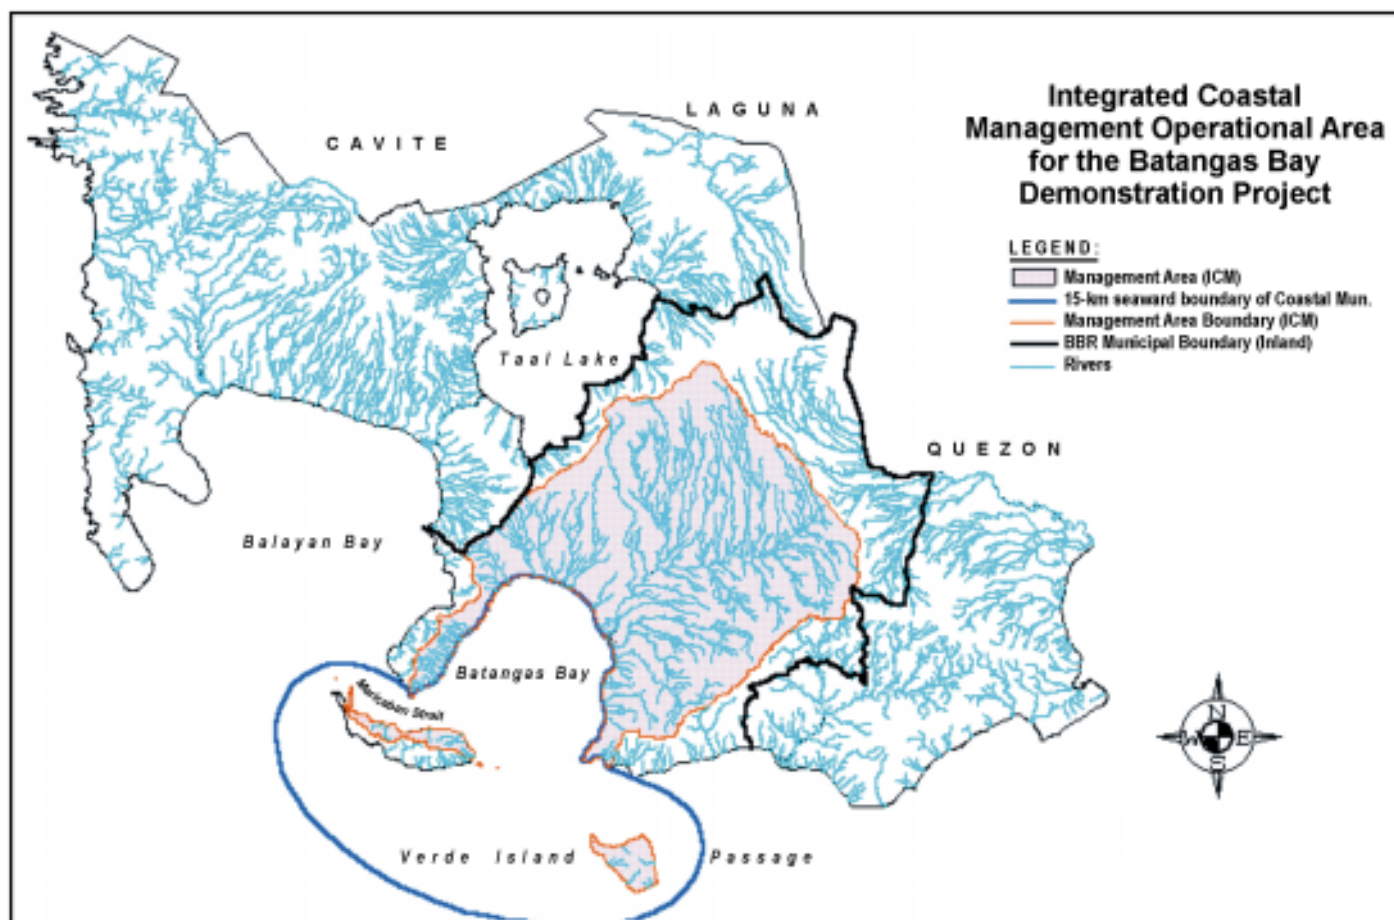 Integrated Coastal
Management Operational Area
for the Batangas Bay
Demonstration Project
LEGEND:
Management Area (ICM)
15-km seaward boundary of Coastal Mun.
Management Area Boundary (ICM)
BBR Municipal Boundary (Inland)
Rivers
LAGUNA
CAVITE
Taal Lake
QUEZON
Balayan Bay
Batangas Bay
Maricaban Strait
Verde Island Passage
N
W E
S